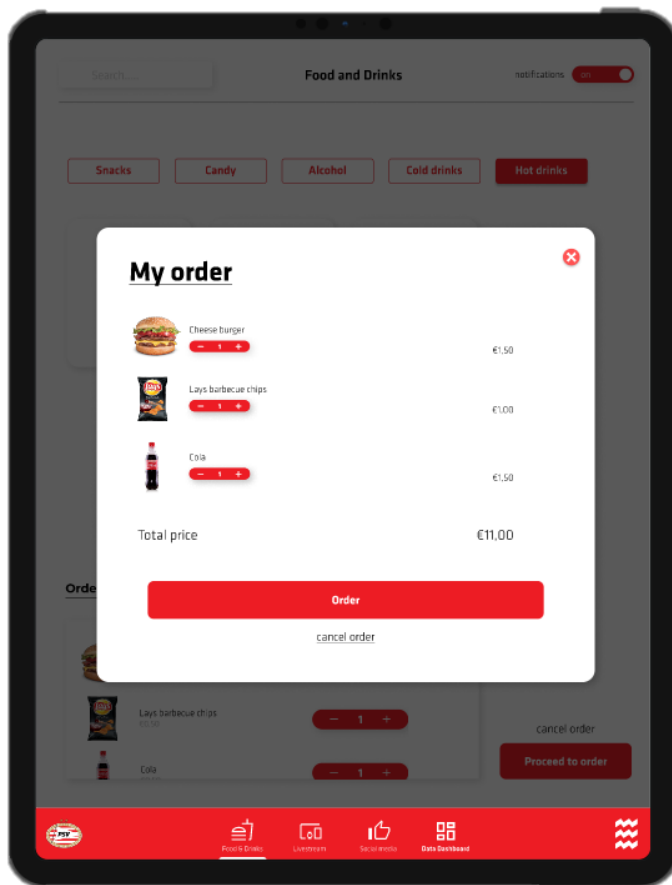 Search.....
Food and Drinks
notifications on
Snacks Candy Alcohol Cold drinks Hot drinks
My order
Cheese burger
− 1 +
€1,50
Lays barbecue chips
− 1 +
€1,00
Cola
− 1 +
€1,50
Total price €11,00
Order
cancel order
Orde
Lays barbecue chips
− 1 +
cancel order
Cola
− 1 +
Proceed to order
PSV
Food & Drinks Livestream Social media Data Dashboard